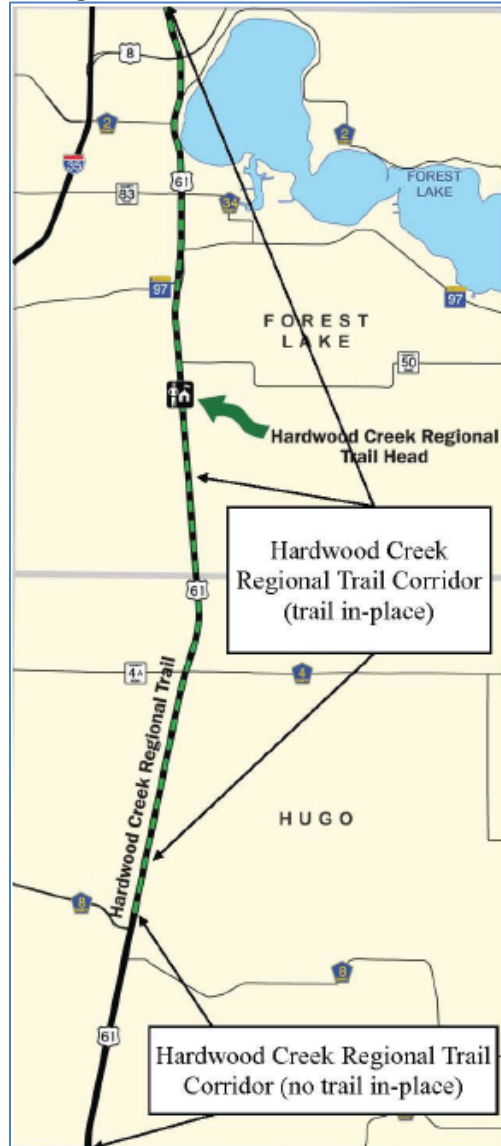 8
2
2
35
61
FOREST
LAKE
83
34
97
97
FOREST
LAKE
50
Hardwood Creek Regional
Trail Head
Hardwood Creek
Regional Trail Corridor
(trail in-place)
61
4A
4
Hardwood Creek Regional Trail
HUGO
8
8
61
Hardwood Creek Regional Trail
Corridor (no trail in-place)